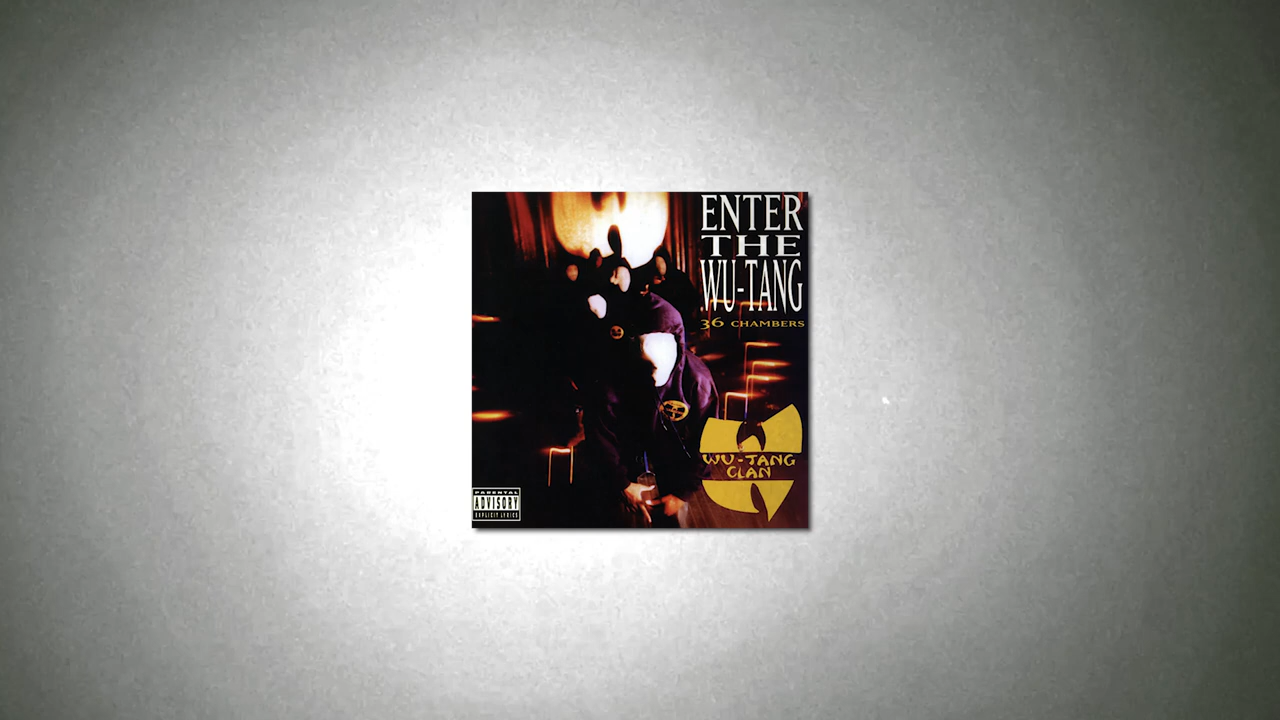 ENTER
THE
WU-TANG
36 CHAMBERS
WU-TANG
CLAN
PARENTAL
ADVISORY
EXPLICIT LYRICS